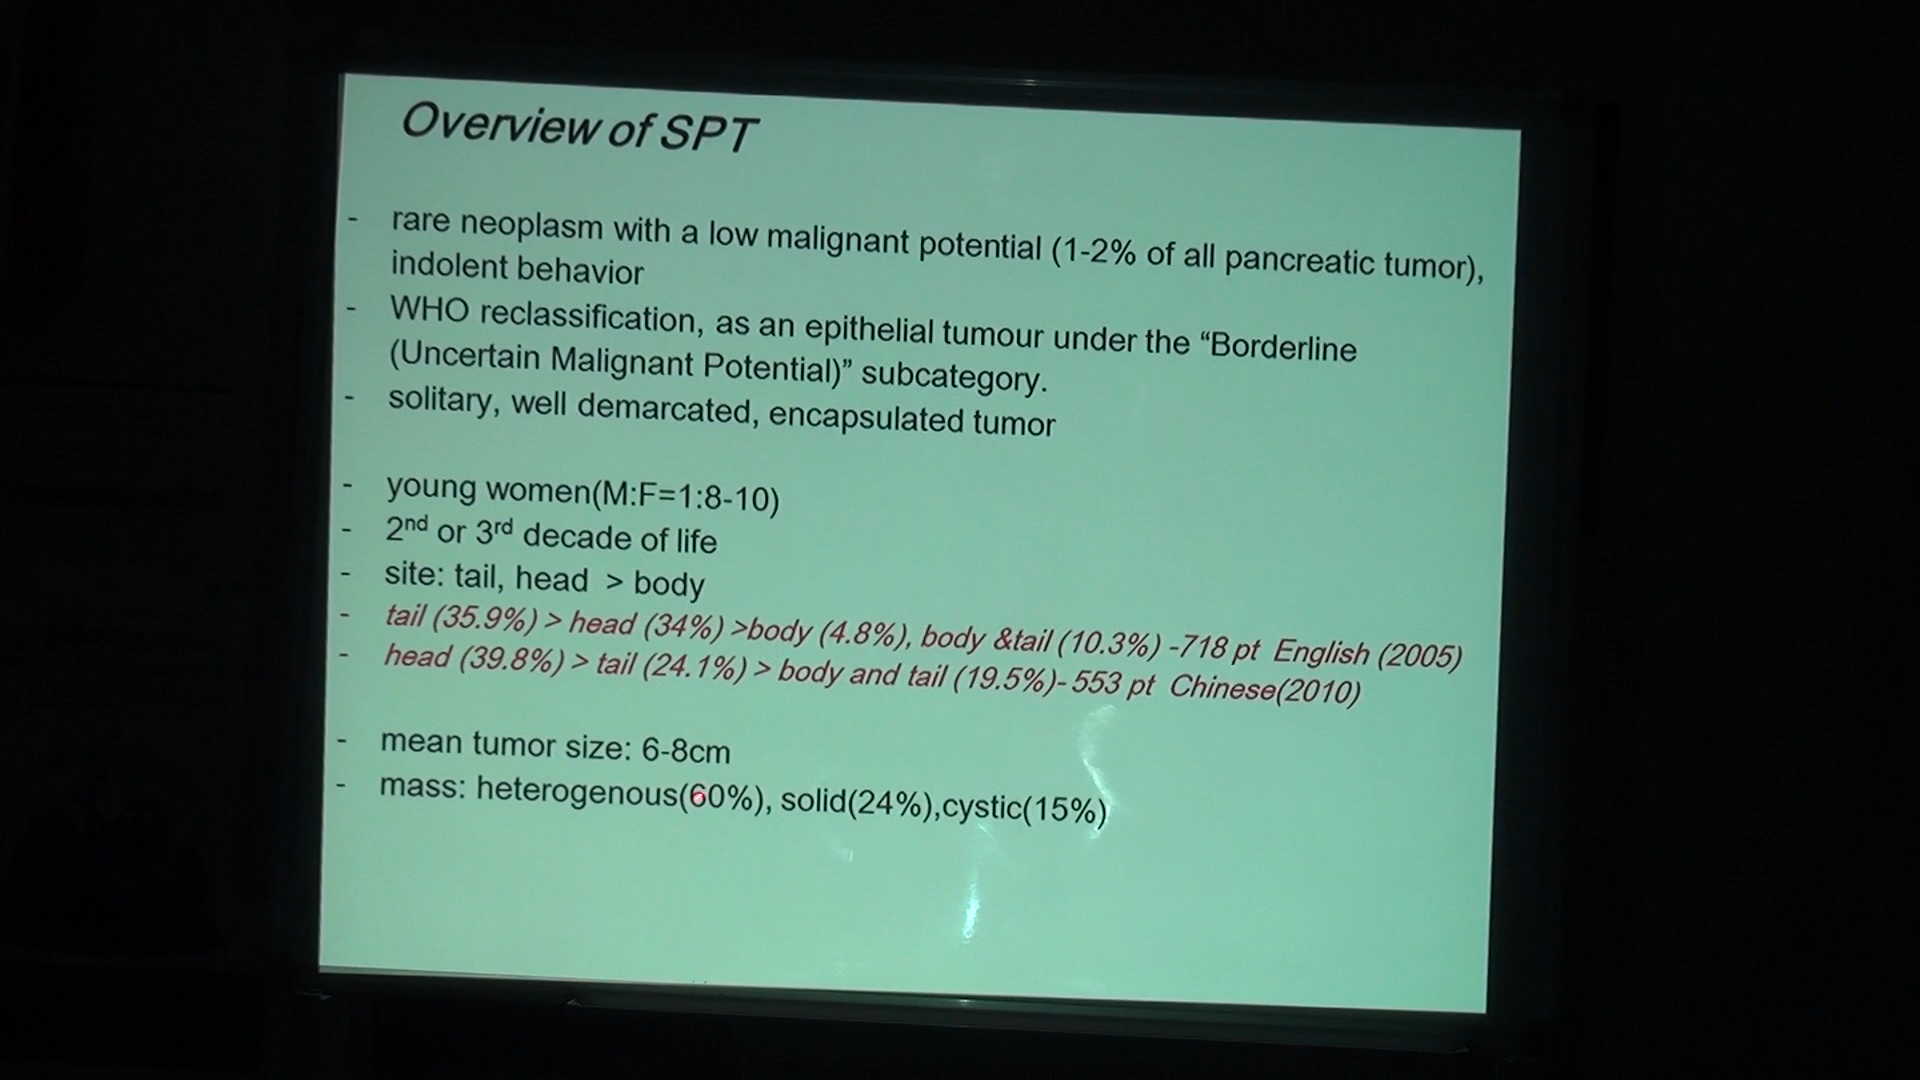 Overview of SPT
- rare neoplasm with a low malignant potential (1-2% of all pancreatic tumor),
indolent behavior
- WHO reclassification, as an epithelial tumour under the “Borderline
(Uncertain Malignant Potential)” subcategory.
- solitary, well demarcated, encapsulated tumor
- young women(M:F=1:8-10)
- 2nd or 3rd decade of life
- site: tail, head > body
- tail (35.9%) > head (34%) >body (4.8%), body &tail (10.3%) -718 pt English (2005)
- head (39.8%) > tail (24.1%) > body and tail (19.5%)- 553 pt Chinese(2010)
- mean tumor size: 6-8cm
- mass: heterogenous(60%), solid(24%),cystic(15%)